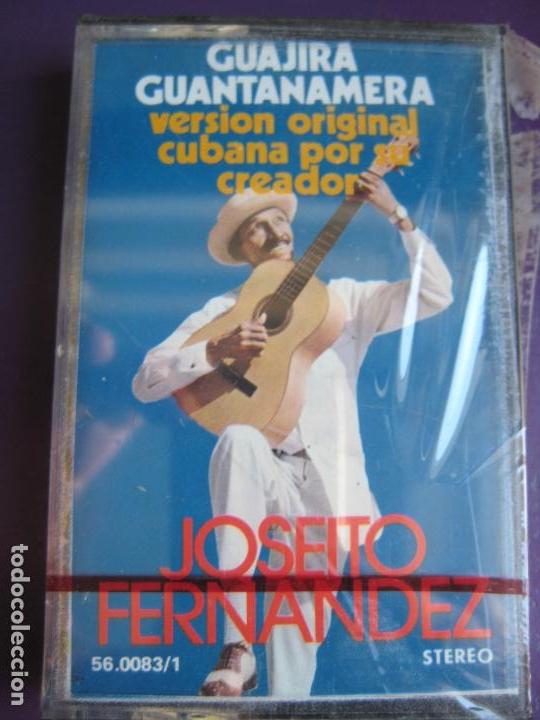 GUAJIRA
GUANTANAMERA
version original
cubana por su
creador
JOSEITO
FERNANDEZ
56.0083/1
STEREO
todocoleccion